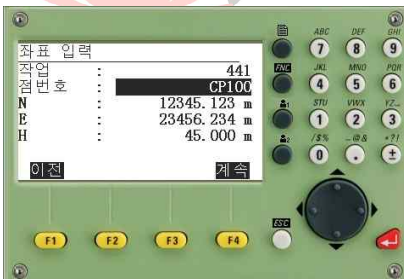 좌표 입력
작업 : 441
점번호 : CP100
N : 12345.123 m
E : 23456.234 m
H : 45.000 m
이전 계속
F1 F2 F3 F4
ABC DEF GHI
7 8 9
FNC JKL MNO PQR
4 5 6
STU VWX YZ
1 2 3
/$% _@& *?!
0 . ±
ESC